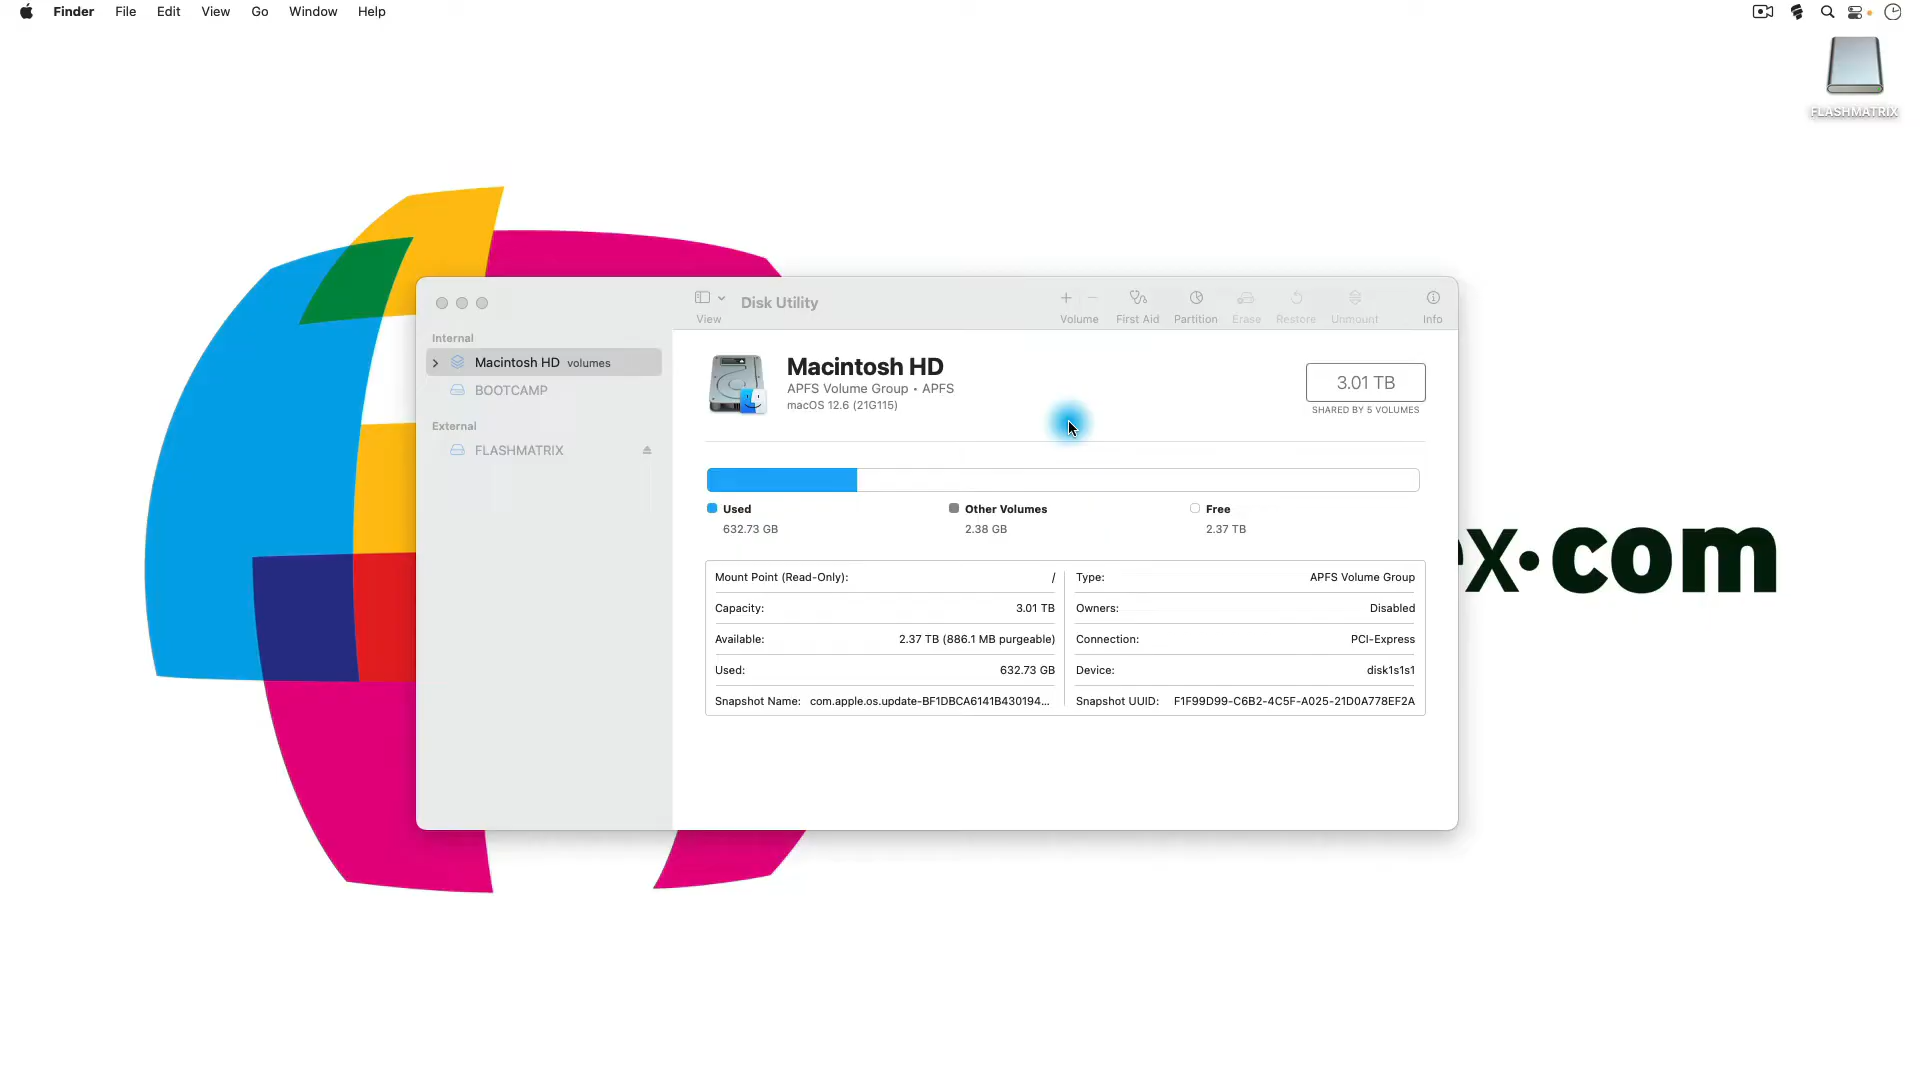 Finder File Edit View Go Window Help
FLASHMATRIX
Disk Utility
View
Volume First Aid Partition Erase Restore Unmount Info
Internal
Macintosh HD volumes
BOOTCAMP
External
FLASHMATRIX
Macintosh HD
APFS Volume Group • APFS
macOS 12.6 (21G115)
3.01 TB
SHARED BY 5 VOLUMES
Used
632.73 GB
Other Volumes
2.38 GB
Free
2.37 TB
Mount Point (Read-Only): /
Capacity: 3.01 TB
Available: 2.37 TB (886.1 MB purgeable)
Used: 632.73 GB
Snapshot Name: com.apple.os.update-BF1DBCA6141B430194...
Type: APFS Volume Group
Owners: Disabled
Connection: PCI-Express
Device: disk1s1s1
Snapshot UUID: F1F99D99-C6B2-4C5F-A025-21D0A778EF2A
x•com